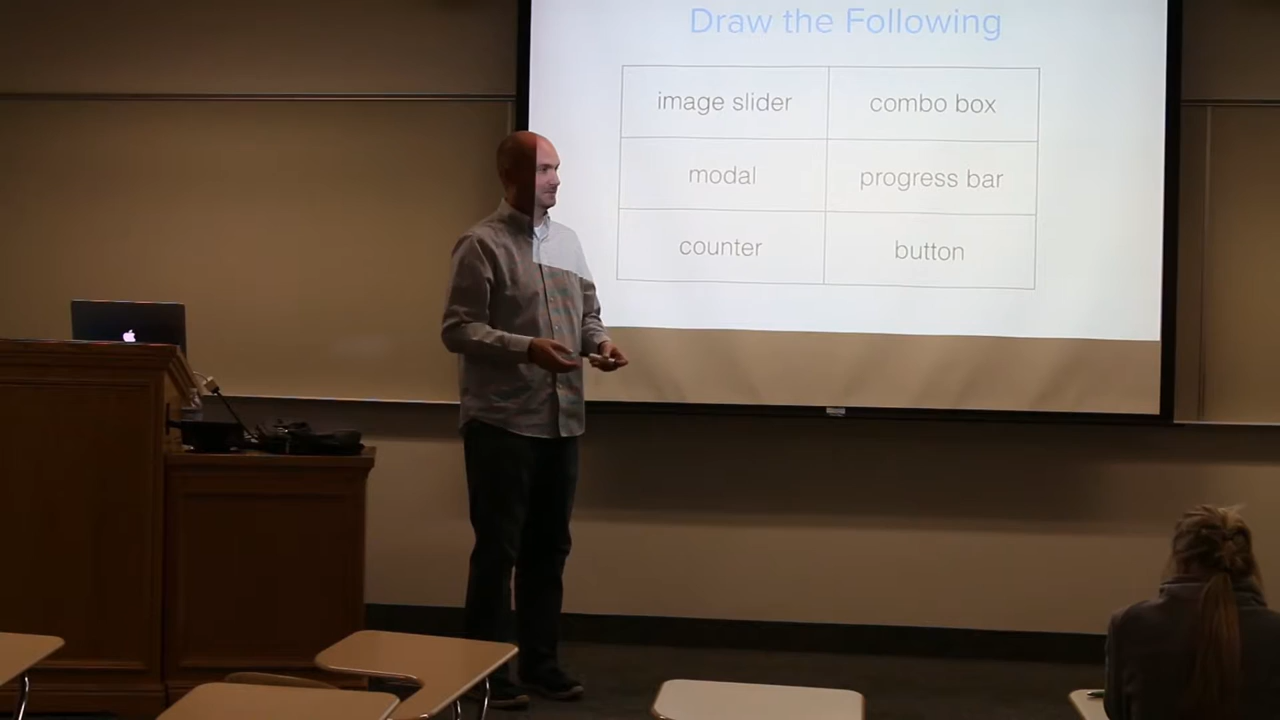 Draw the Following
image slider combo box
modal progress bar
counter button